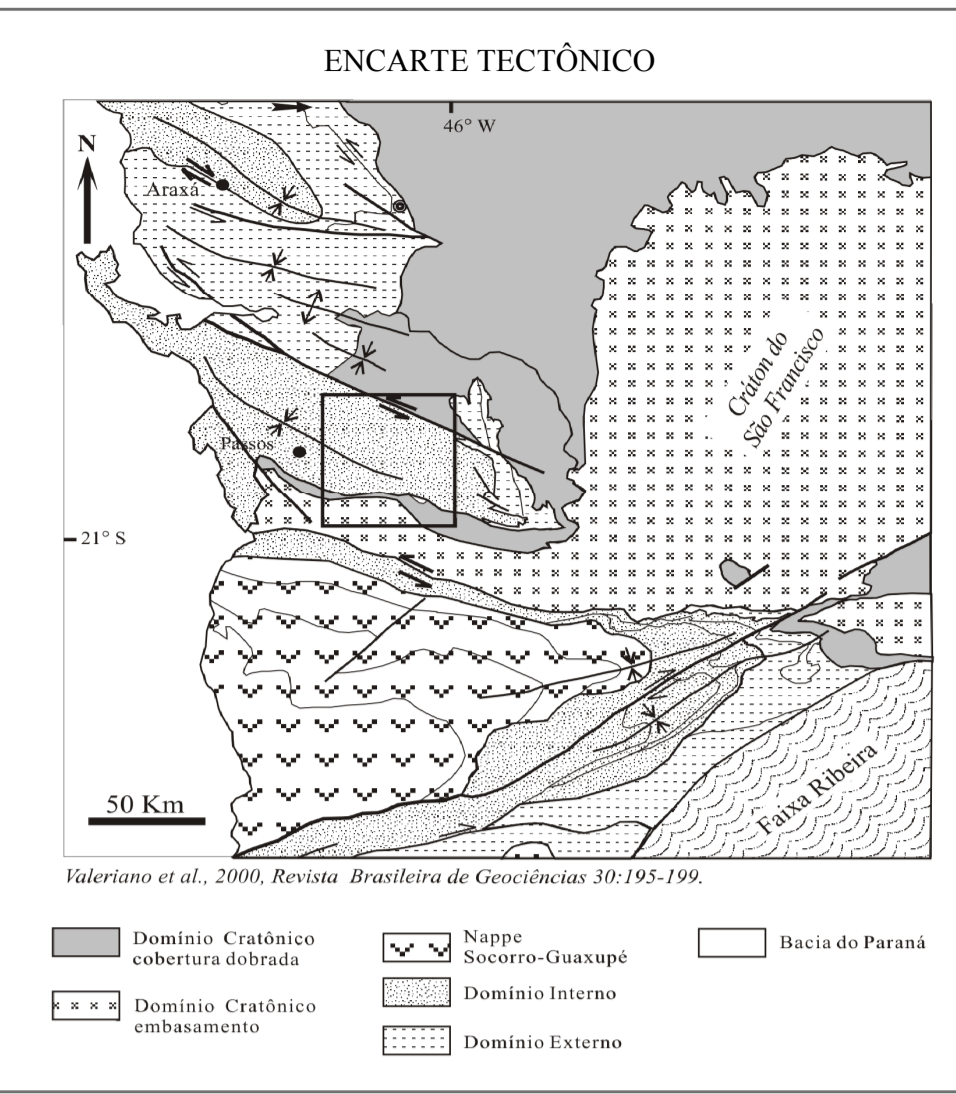 ENCARTE TECTÔNICO
46° W
N
Araxá
Cráton do
São Francisco
Passos
21° S
50 Km
Faixa Ribeira
Valeriano et al., 2000, Revista Brasileira de Geociências 30:195-199.
Domínio Cratônico
cobertura dobrada
Domínio Cratônico
embasamento
Nappe
Socorro-Guaxupé
Domínio Interno
Domínio Externo
Bacia do Paraná